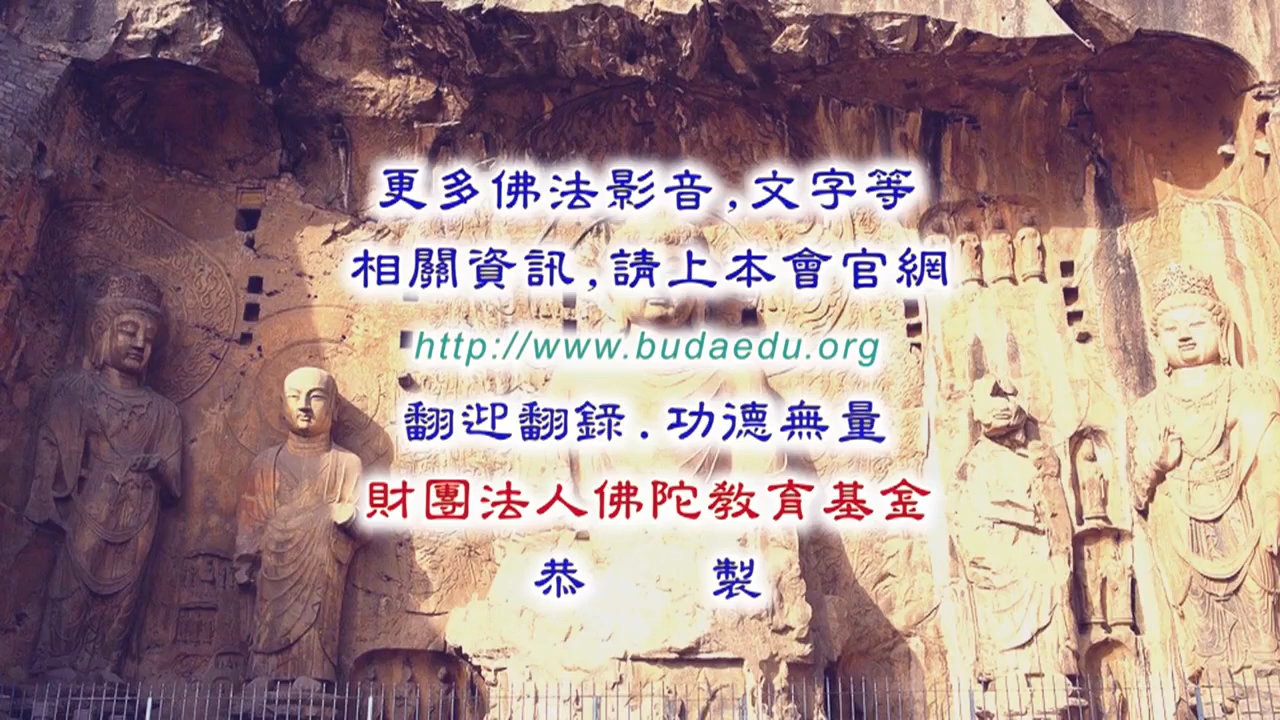 更多佛法影音,文字等
相關資訊,請上本會官網
http://www.budaedu.org
翻迎翻錄.功德無量
財團法人佛陀教育基金
恭 製